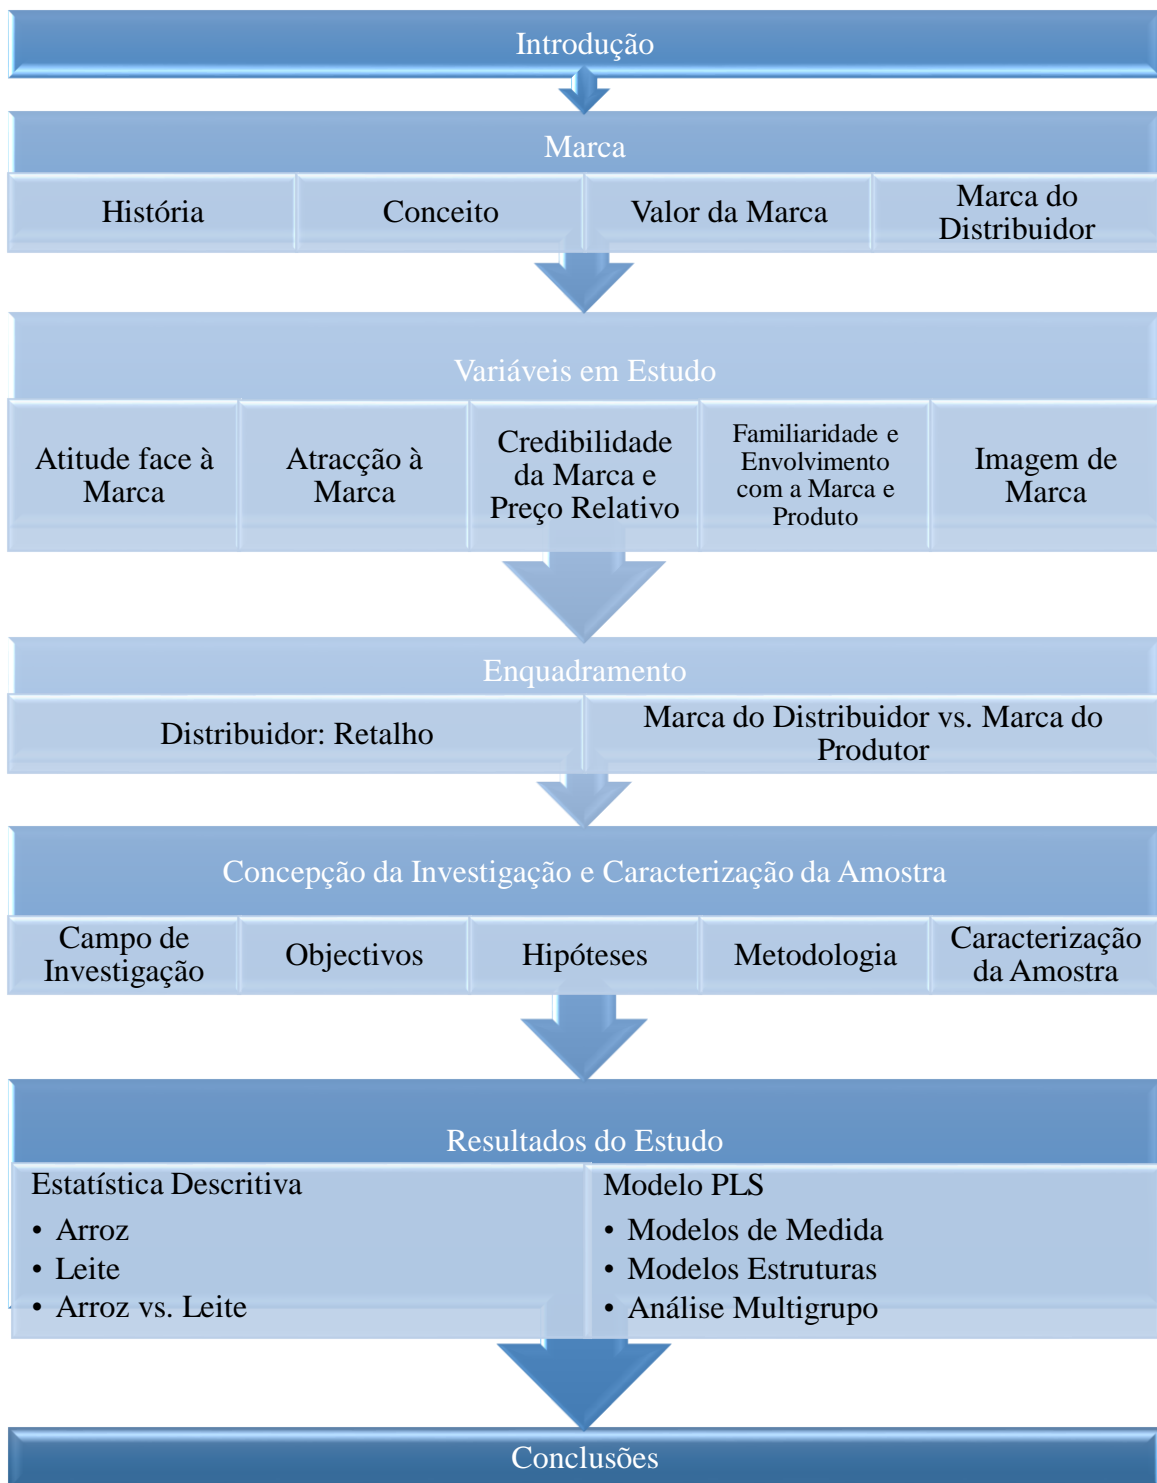 Introdução
Marca
História
Conceito
Valor da Marca
Marca do
Distribuidor
Variáveis em Estudo
Atitude face à
Marca
Atracção à
Marca
Credibilidade
da Marca e
Preço Relativo
Familiaridade e
Envolvimento
com a Marca e
Produto
Imagem de
Marca
Enquadramento
Distribuidor: Retalho
Marca do Distribuidor vs. Marca do
Produtor
Concepção da Investigação e Caracterização da Amostra
Campo de
Investigação
Objectivos
Hipóteses
Metodologia
Caracterização
da Amostra
Resultados do Estudo
Estatística Descritiva
• Arroz
• Leite
• Arroz vs. Leite
Modelo PLS
• Modelos de Medida
• Modelos Estruturas
• Análise Multigrupo
Conclusões